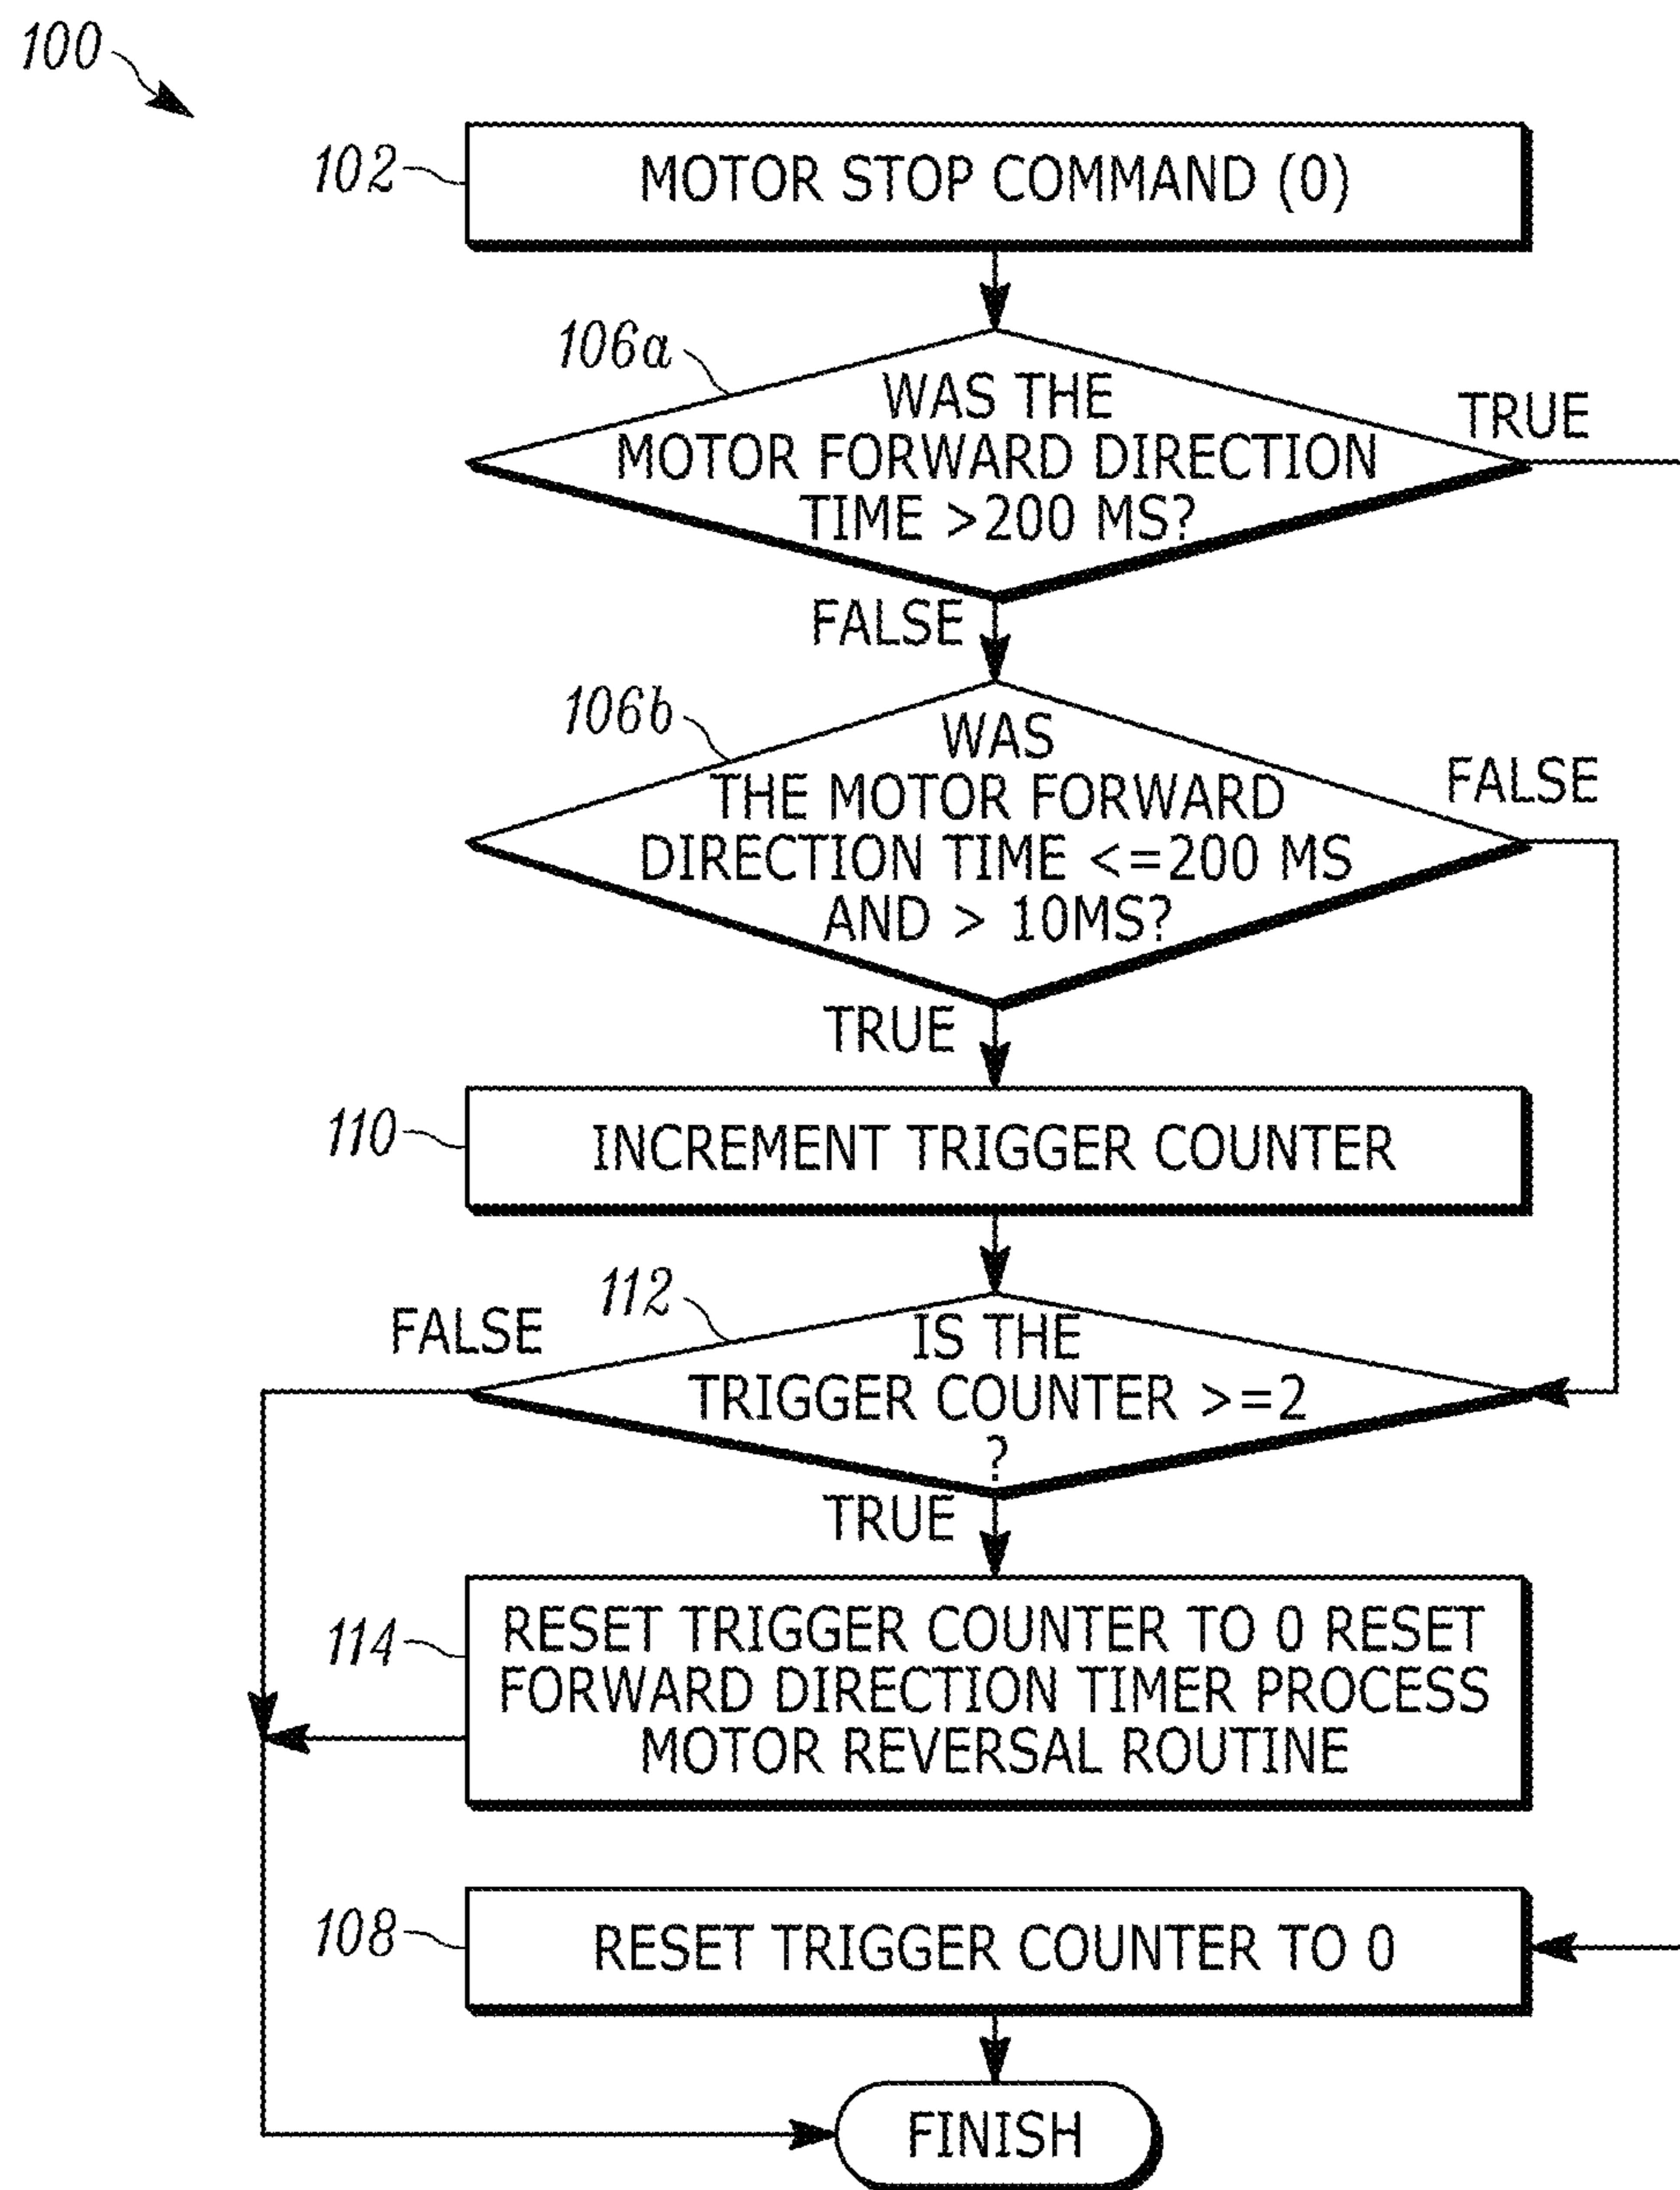 100
102
MOTOR STOP COMMAND (0)
106a
WAS THE
MOTOR FORWARD DIRECTION
TIME >200 MS?
TRUE
FALSE
106b
WAS
THE MOTOR FORWARD
DIRECTION TIME <=200 MS
AND > 10MS?
FALSE
TRUE
110
INCREMENT TRIGGER COUNTER
112
FALSE
IS THE
TRIGGER COUNTER >=2
?
TRUE
114
RESET TRIGGER COUNTER TO 0 RESET
FORWARD DIRECTION TIMER PROCESS
MOTOR REVERSAL ROUTINE
108
RESET TRIGGER COUNTER TO 0
FINISH